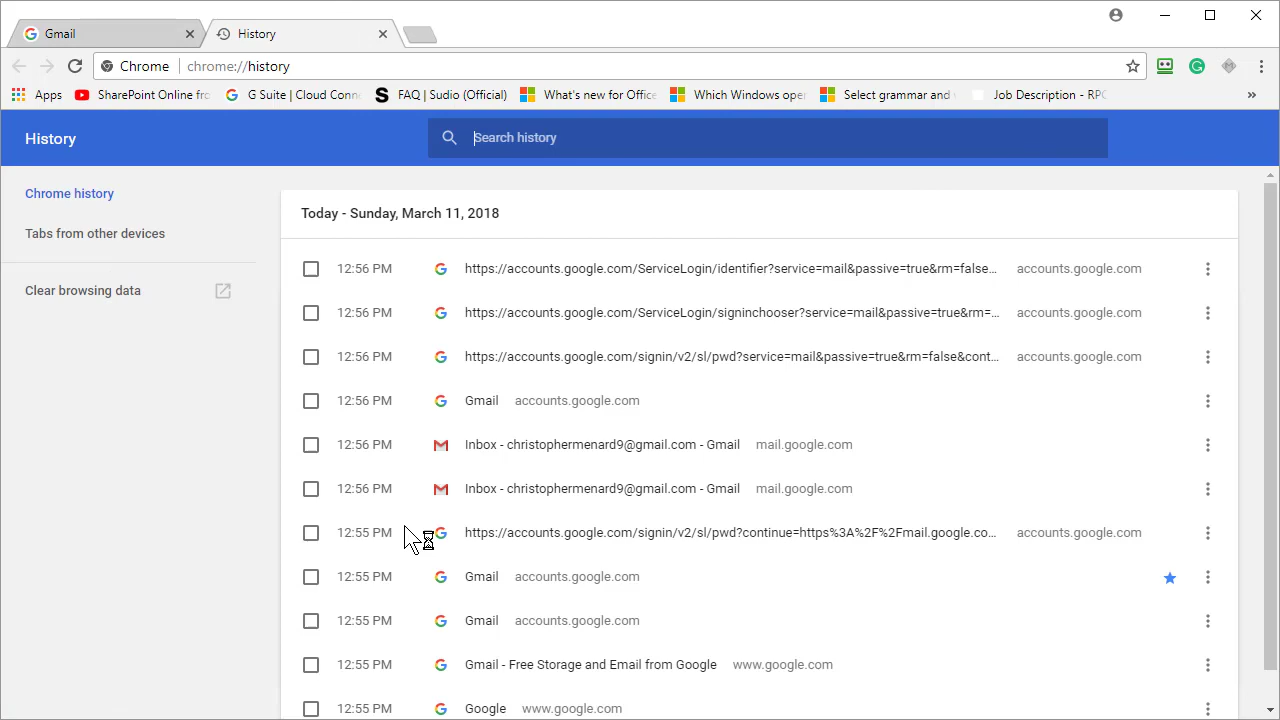 Gmail
History
Chrome
chrome://history
Apps
SharePoint Online fro
G Suite | Cloud Conn
FAQ | Sudio (Official)
What's new for Office
Which Windows oper
Select grammar and
Job Description - RPC
»
History
Search history
Chrome history
Tabs from other devices
Clear browsing data
Today - Sunday, March 11, 2018
12:56 PM https://accounts.google.com/ServiceLogin/identifier?service=mail&passive=true&rm=false... accounts.google.com
12:56 PM https://accounts.google.com/ServiceLogin/signinchooser?service=mail&passive=true&rm=... accounts.google.com
12:56 PM https://accounts.google.com/signin/v2/sl/pwd?service=mail&passive=true&rm=false&cont... accounts.google.com
12:56 PM Gmail accounts.google.com
12:56 PM Inbox - christophermenard9@gmail.com - Gmail mail.google.com
12:56 PM Inbox - christophermenard9@gmail.com - Gmail mail.google.com
12:55 PM https://accounts.google.com/signin/v2/sl/pwd?continue=https%3A%2F%2Fmail.google.co... accounts.google.com
12:55 PM Gmail accounts.google.com
12:55 PM Gmail accounts.google.com
12:55 PM Gmail - Free Storage and Email from Google www.google.com
12:55 PM Google www.google.com